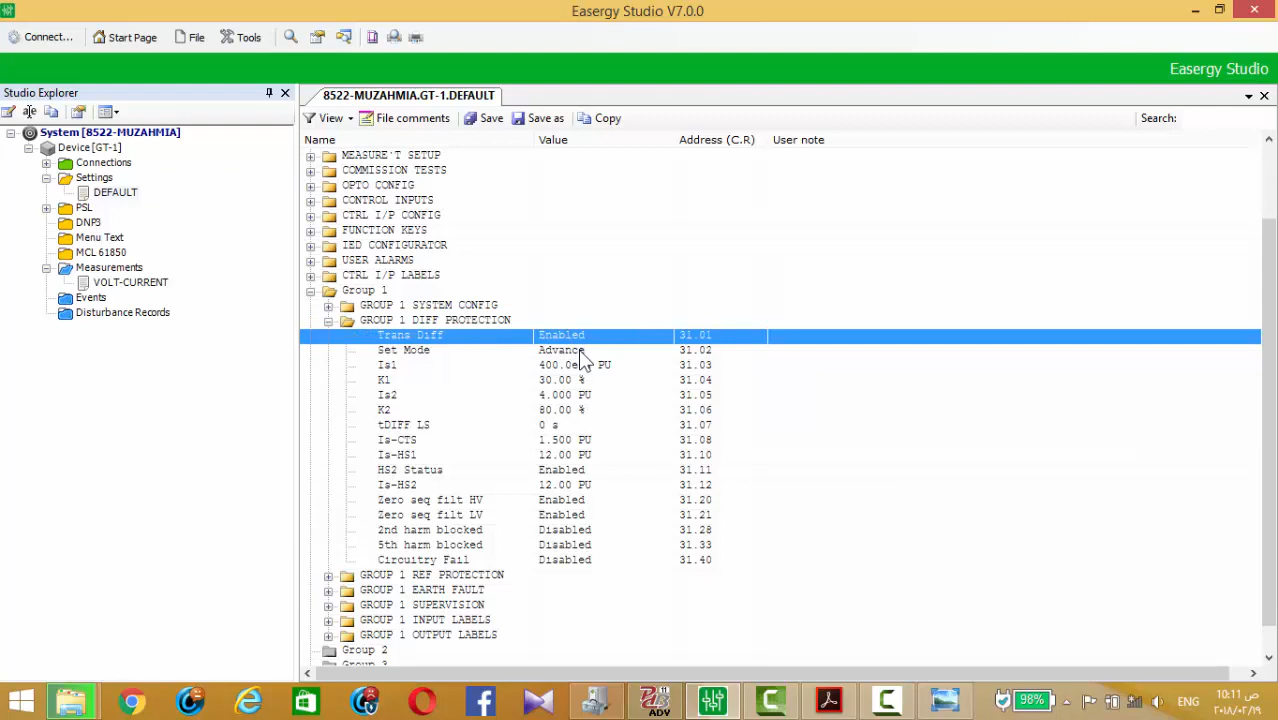 Easergy Studio V7.0.0
Connect... Start Page File Tools
Easergy Studio
Studio Explorer
System [8522-MUZAHMIA]
Device [GT-1]
Connections
Settings
DEFAULT
PSL
DNP3
Menu Text
MCL 61850
Measurements
VOLT-CURRENT
Events
Disturbance Records
8522-MUZAHMIA.GT-1.DEFAULT
View File comments Save Save as Copy Search:
Name Value Address (C.R) User note
MEASURE'T SETUP
COMMISSION TESTS
OPTO CONFIG
CONTROL INPUTS
CTRL I/P CONFIG
FUNCTION KEYS
IED CONFIGURATOR
USER ALARMS
CTRL I/P LABELS
Group 1
GROUP 1 SYSTEM CONFIG
GROUP 1 DIFF PROTECTION
Trans Diff Enabled 31.01
Set Mode Advance 31.02
Is1 PU 31.03
K1 30.00 % 31.04
Is2 4.000 PU 31.05
K2 80.00 % 31.06
tDIFF LS 0 s 31.07
Is-CTS 1.500 PU 31.08
Is-HS1 12.00 PU 31.10
HS2 Status Enabled 31.11
Is-HS2 12.00 PU 31.12
Zero seq filt HV Enabled 31.20
Zero seq filt LV Enabled 31.21
2nd harm blocked Disabled 31.28
5th harm blocked Disabled 31.33
Circuitry Fail Disabled 31.40
GROUP 1 REF PROTECTION
GROUP 1 EARTH FAULT
GROUP 1 SUPERVISION
GROUP 1 INPUT LABELS
GROUP 1 OUTPUT LABELS
Group 2
Group 3
ADV 98% ENG 10:11 ص
٢٠١٨/٠٢/١٩